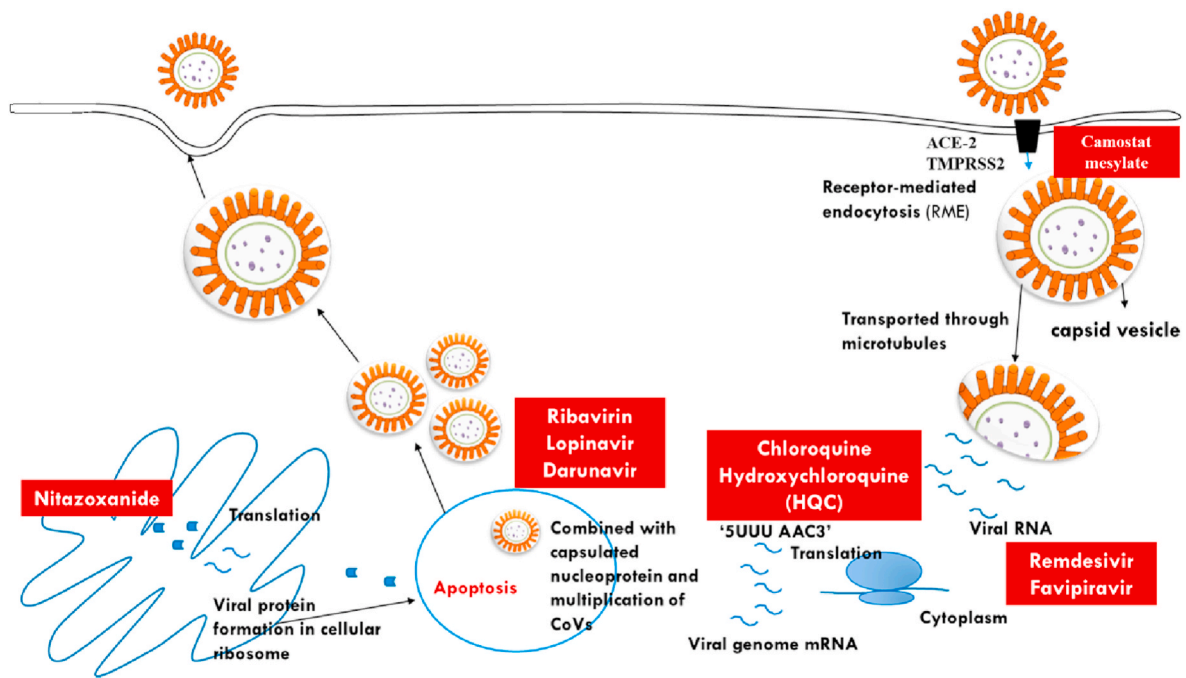 ACE-2
TMPRSS2
Camostat
mesylate
Receptor-mediated
endocytosis (RME)
Transported through
microtubules
capsid vesicle
Ribavirin
Lopinavir
Darunavir
Chloroquine
Hydroxychloroquine
(HQC)
Nitazoxanide
Translation
Viral protein
formation in cellular
ribosome
Apoptosis
Combined with
capsulated
nucleoprotein and
multiplication of
CoVs
‘5UUU AAC3’
Translation
Viral genome mRNA
Cytoplasm
Viral RNA
Remdesivir
Favipiravir